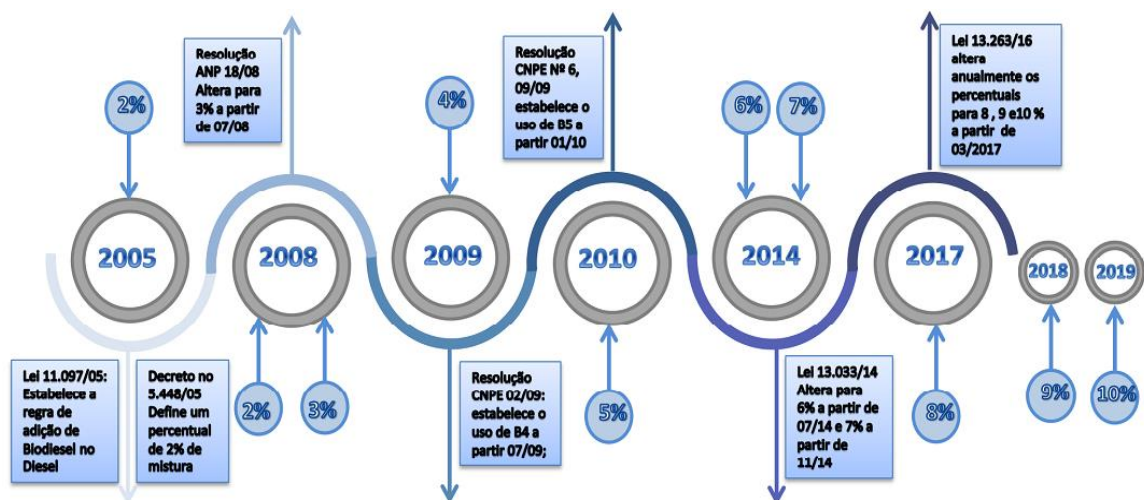 Resolução
ANP 18/08
Altera para
3% a partir
de 07/08
Resolução
CNPE Nº 6,
09/09
estabelece o
uso de B5 a
partir 01/10
Lei 13.263/16
altera
anualmente os
percentuais
para 8 , 9 e10 %
a partir de
03/2017
2%
4%
6%
7%
2005
2008
2009
2010
2014
2017
2018
2019
2%
3%
5%
8%
9%
10%
Lei 11.097/05:
Estabelece a
regra de
adição de
Biodiesel no
Diesel
Decreto no
5.448/05
Define um
percentual
de 2% de
mistura
Resolução
CNPE 02/09:
estabelece o
uso de B4 a
partir 07/09;
Lei 13.033/14
Altera para
6% a partir de
07/14 e 7% a
partir de
11/14